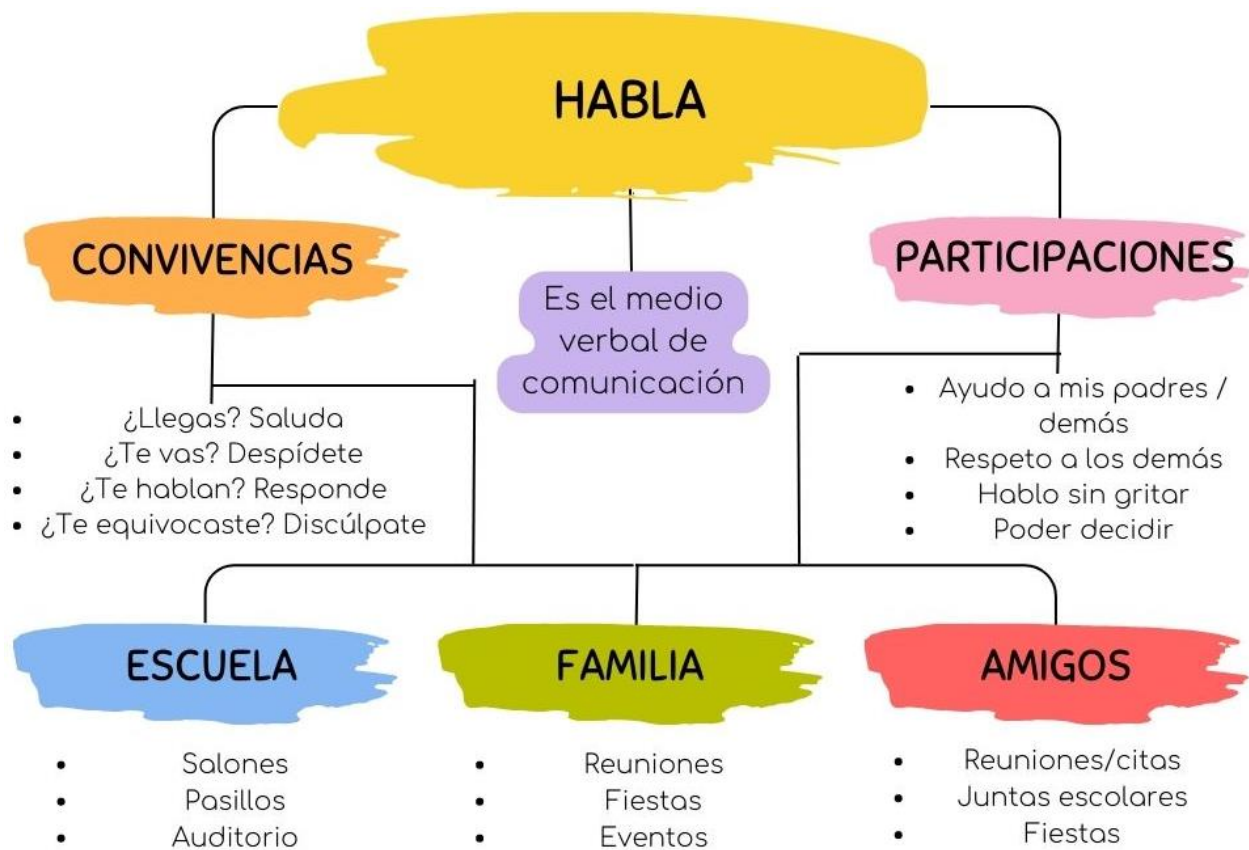 HABLA
CONVIVENCIAS
Es el medio
verbal de
comunicación
PARTICIPACIONES
• ¿Llegas? Saluda
• ¿Te vas? Despídete
• ¿Te hablan? Responde
• ¿Te equivocaste? Discúlpate
• Ayudo a mis padres /
demás
• Respeto a los demás
• Hablo sin gritar
• Poder decidir
ESCUELA
• Salones
• Pasillos
• Auditorio
FAMILIA
• Reuniones
• Fiestas
• Eventos
AMIGOS
• Reuniones/citas
• Juntas escolares
• Fiestas